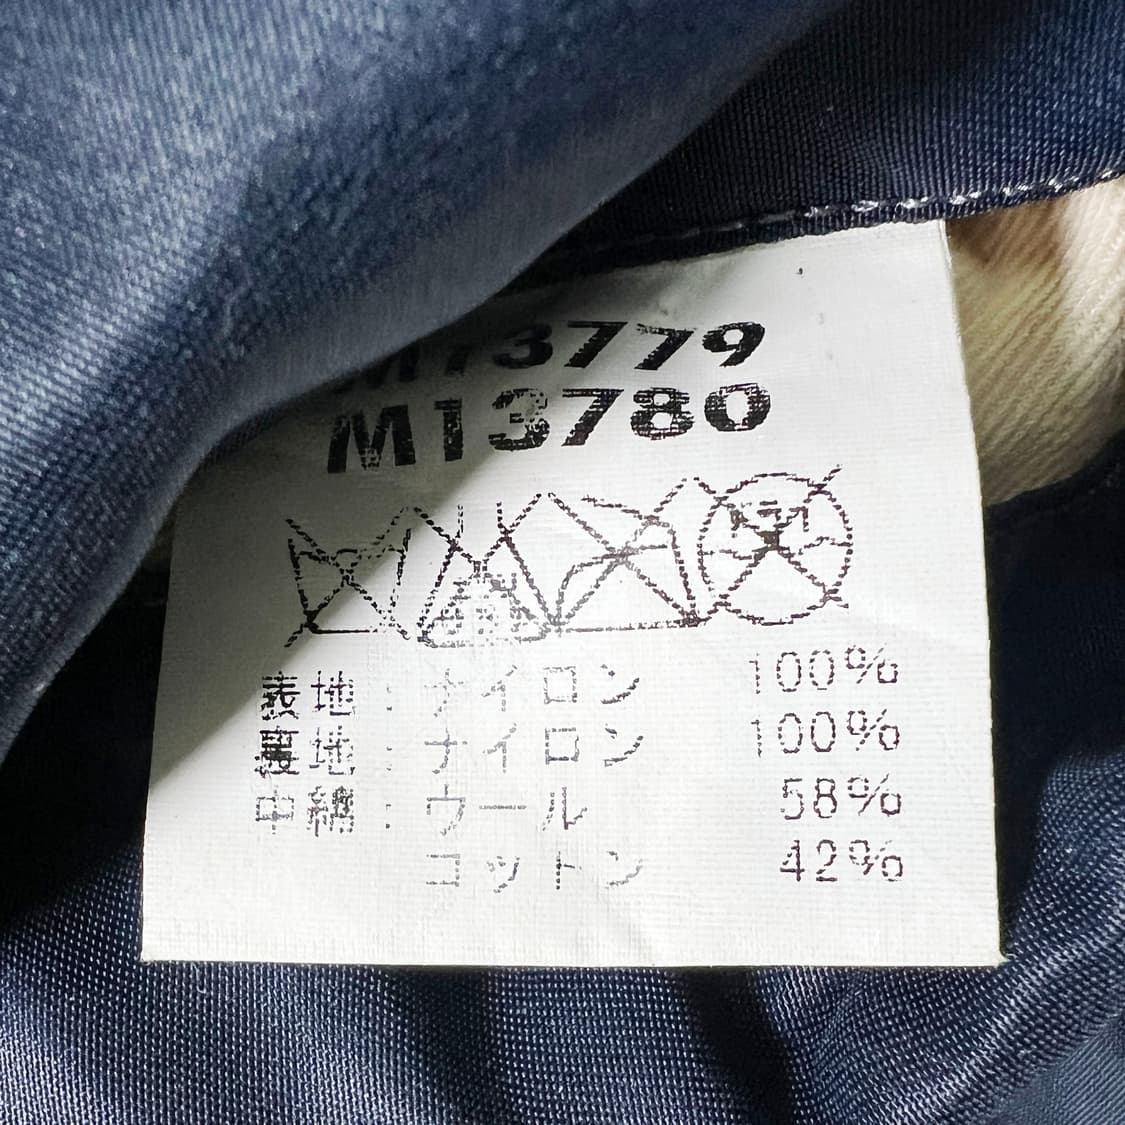 M13779
M13780
表地 : ナイロン 100%
裏地 : ナイロン 100%
中綿 : ウール 58%
コットン 42%